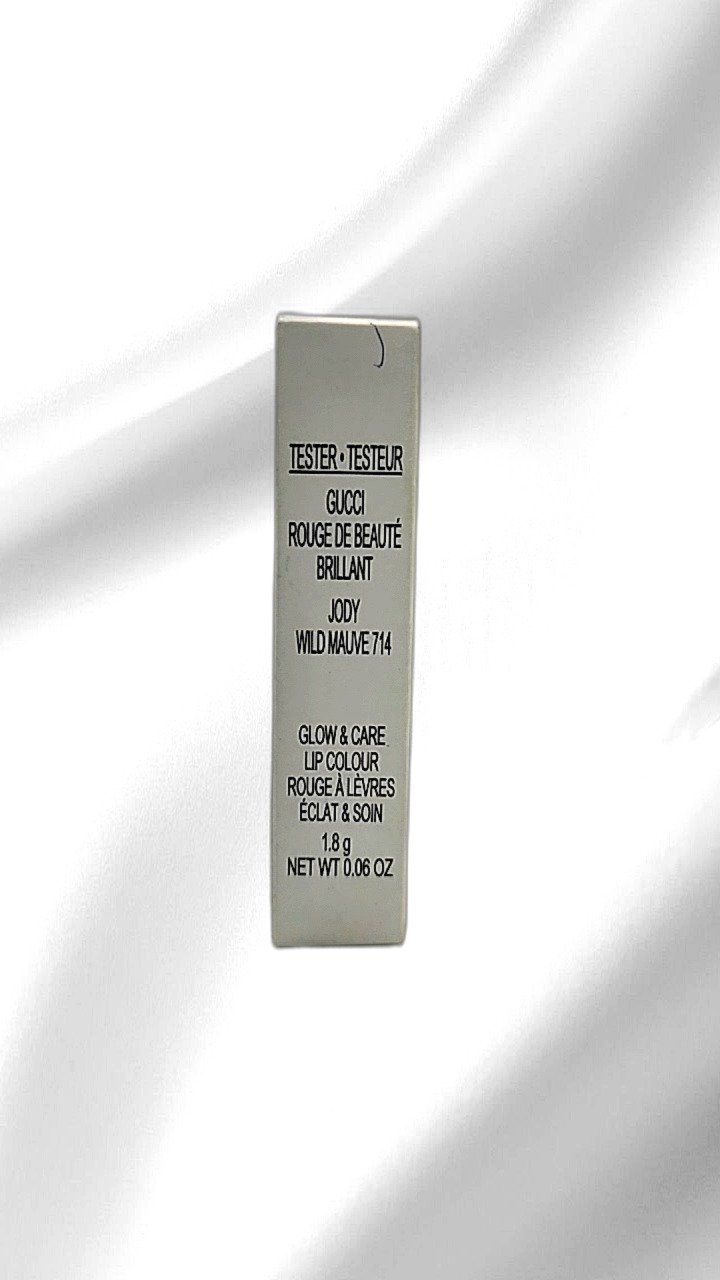 TESTER • TESTEUR
GUCCI
ROUGE DE BEAUTÉ
BRILLANT
JODY
WILD MAUVE 714
GLOW & CARE
LIP COLOUR
ROUGE À LÈVRES
ÉCLAT & SOIN
1.8 g
NET WT 0.06 OZ